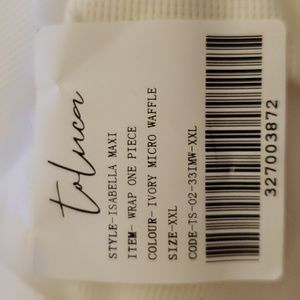 toluca
STYLE-ISABELLA MAXI
ITEM- WRAP ONE PIECE
COLOUR-IVORY MICRO WAFFLE
SIZE-XXL
CODE-TS-02-33IMW-XXL
327003872